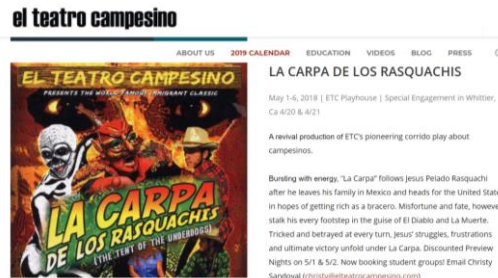 el teatro campesino
ABOUT US 2019 CALENDAR EDUCATION VIDEOS BLOG PRESS
EL TEATRO CAMPESINO
PRESENTS THE WORLD FAMOUS IMMIGRANT CLASSIC
LA CARPA
DE LOS RASQUACHIS
(THE TENT OF THE UNDERDOGS)
LA CARPA DE LOS RASQUACHIS
May 1-6, 2018 | ETC Playhouse | Special Engagement in Whittier,
Ca 4/20 & 4/21
A revival production of ETC's pioneering corrido play about
campesinos.
Bursting with energy, "La Carpa" follows Jesus Pelado Rasquachi
after he leaves his family in Mexico and heads for the United State
in hopes of getting rich as a bracero. Misfortune and fate, howeve
stalk his every footstep in the guise of El Diablo and La Muerte.
Tricked and betrayed at every turn, Jesus' struggles, frustrations
and ultimate victory unfold under La Carpa. Discounted Preview
Nights on 5/1 & 5/2. Now booking student groups! Email Christy
Sandoval (christy@elteatrocampesino.com)